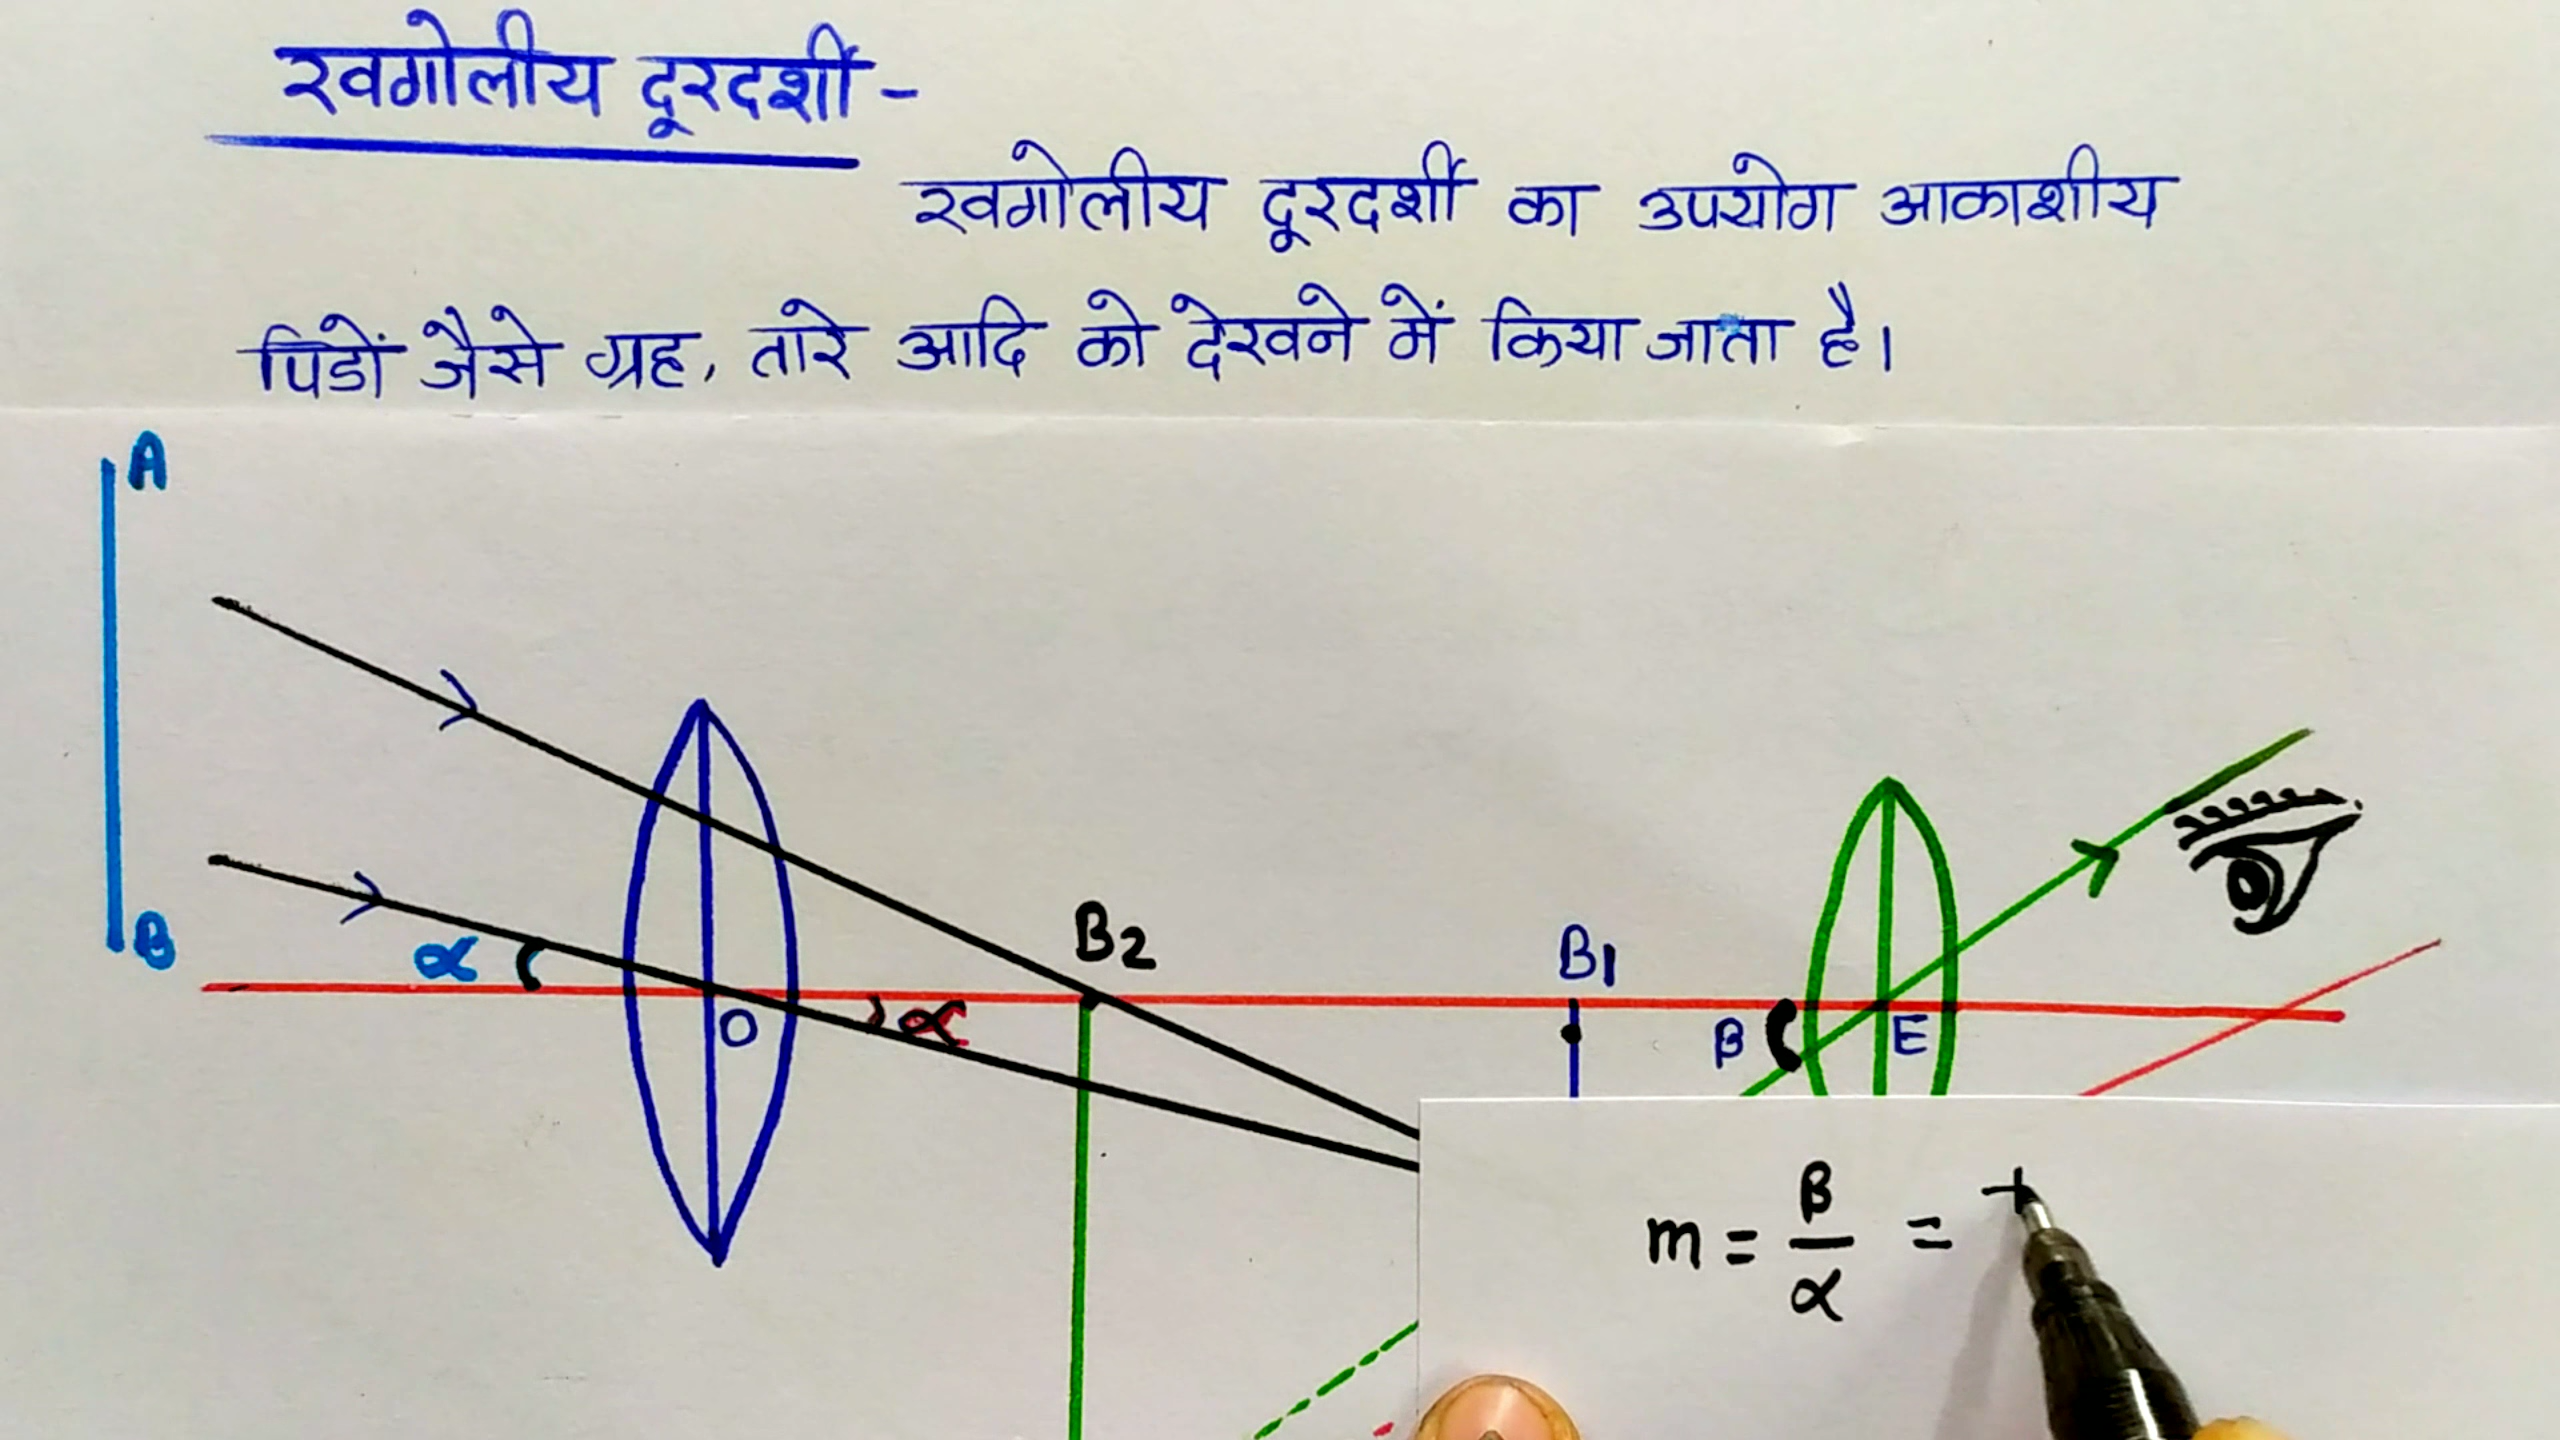 खगोलीय दूरदर्शी -
खगोलीय दूरदर्शी का उपयोग आकाशीय
पिंडों जैसे ग्रह, तारे आदि को देखने में किया जाता है।
A
B
α
O
α
B2
B1
β
E
m = β/α = +